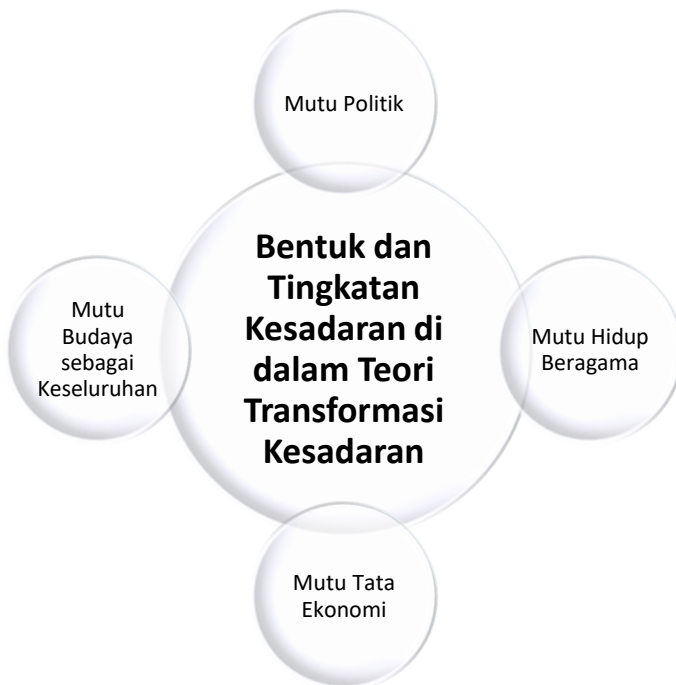 Mutu Politik
Bentuk dan
Tingkatan
Kesadaran di
dalam Teori
Transformasi
Kesadaran
Mutu
Budaya
sebagai
Keseluruhan
Mutu Hidup
Beragama
Mutu Tata
Ekonomi